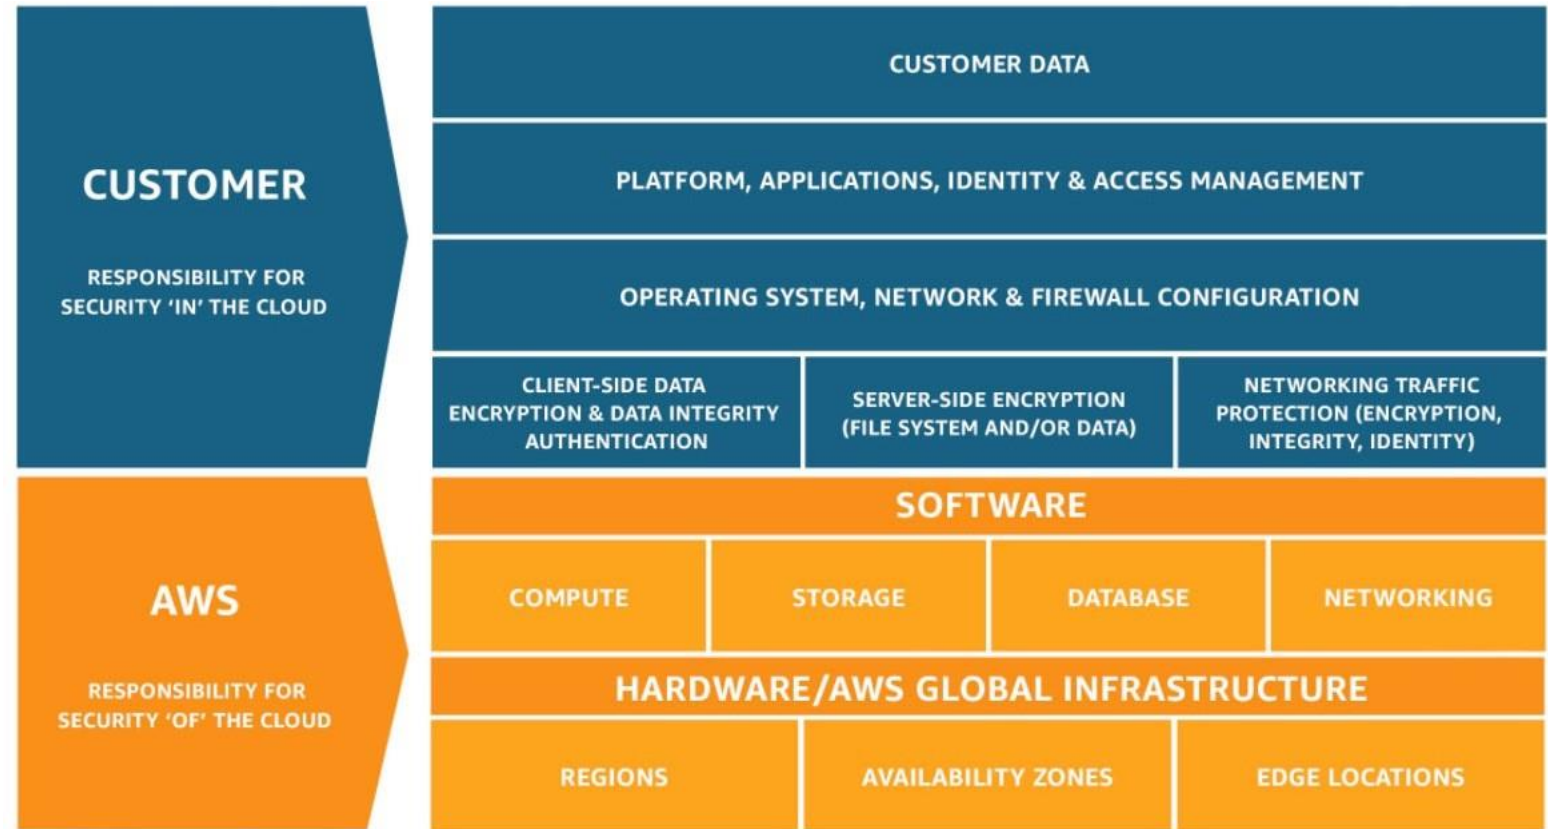 CUSTOMER
RESPONSIBILITY FOR
SECURITY ‘IN’ THE CLOUD
CUSTOMER DATA
PLATFORM, APPLICATIONS, IDENTITY & ACCESS MANAGEMENT
OPERATING SYSTEM, NETWORK & FIREWALL CONFIGURATION
CLIENT-SIDE DATA
ENCRYPTION & DATA INTEGRITY
AUTHENTICATION
SERVER-SIDE ENCRYPTION
(FILE SYSTEM AND/OR DATA)
NETWORKING TRAFFIC
PROTECTION (ENCRYPTION,
INTEGRITY, IDENTITY)
AWS
RESPONSIBILITY FOR
SECURITY ‘OF’ THE CLOUD
SOFTWARE
COMPUTE
STORAGE
DATABASE
NETWORKING
HARDWARE/AWS GLOBAL INFRASTRUCTURE
REGIONS
AVAILABILITY ZONES
EDGE LOCATIONS